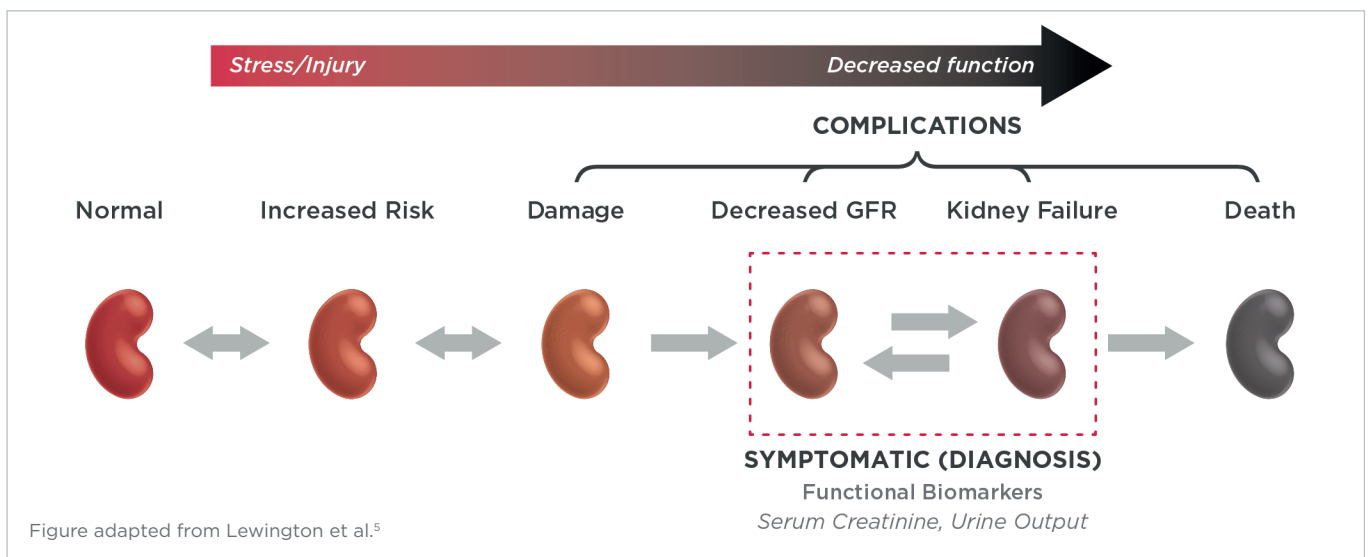 Stress/Injury Decreased function
COMPLICATIONS
Normal Increased Risk Damage Decreased GFR Kidney Failure Death
SYMPTOMATIC (DIAGNOSIS)
Functional Biomarkers
Serum Creatinine, Urine Output
Figure adapted from Lewington et al.⁵